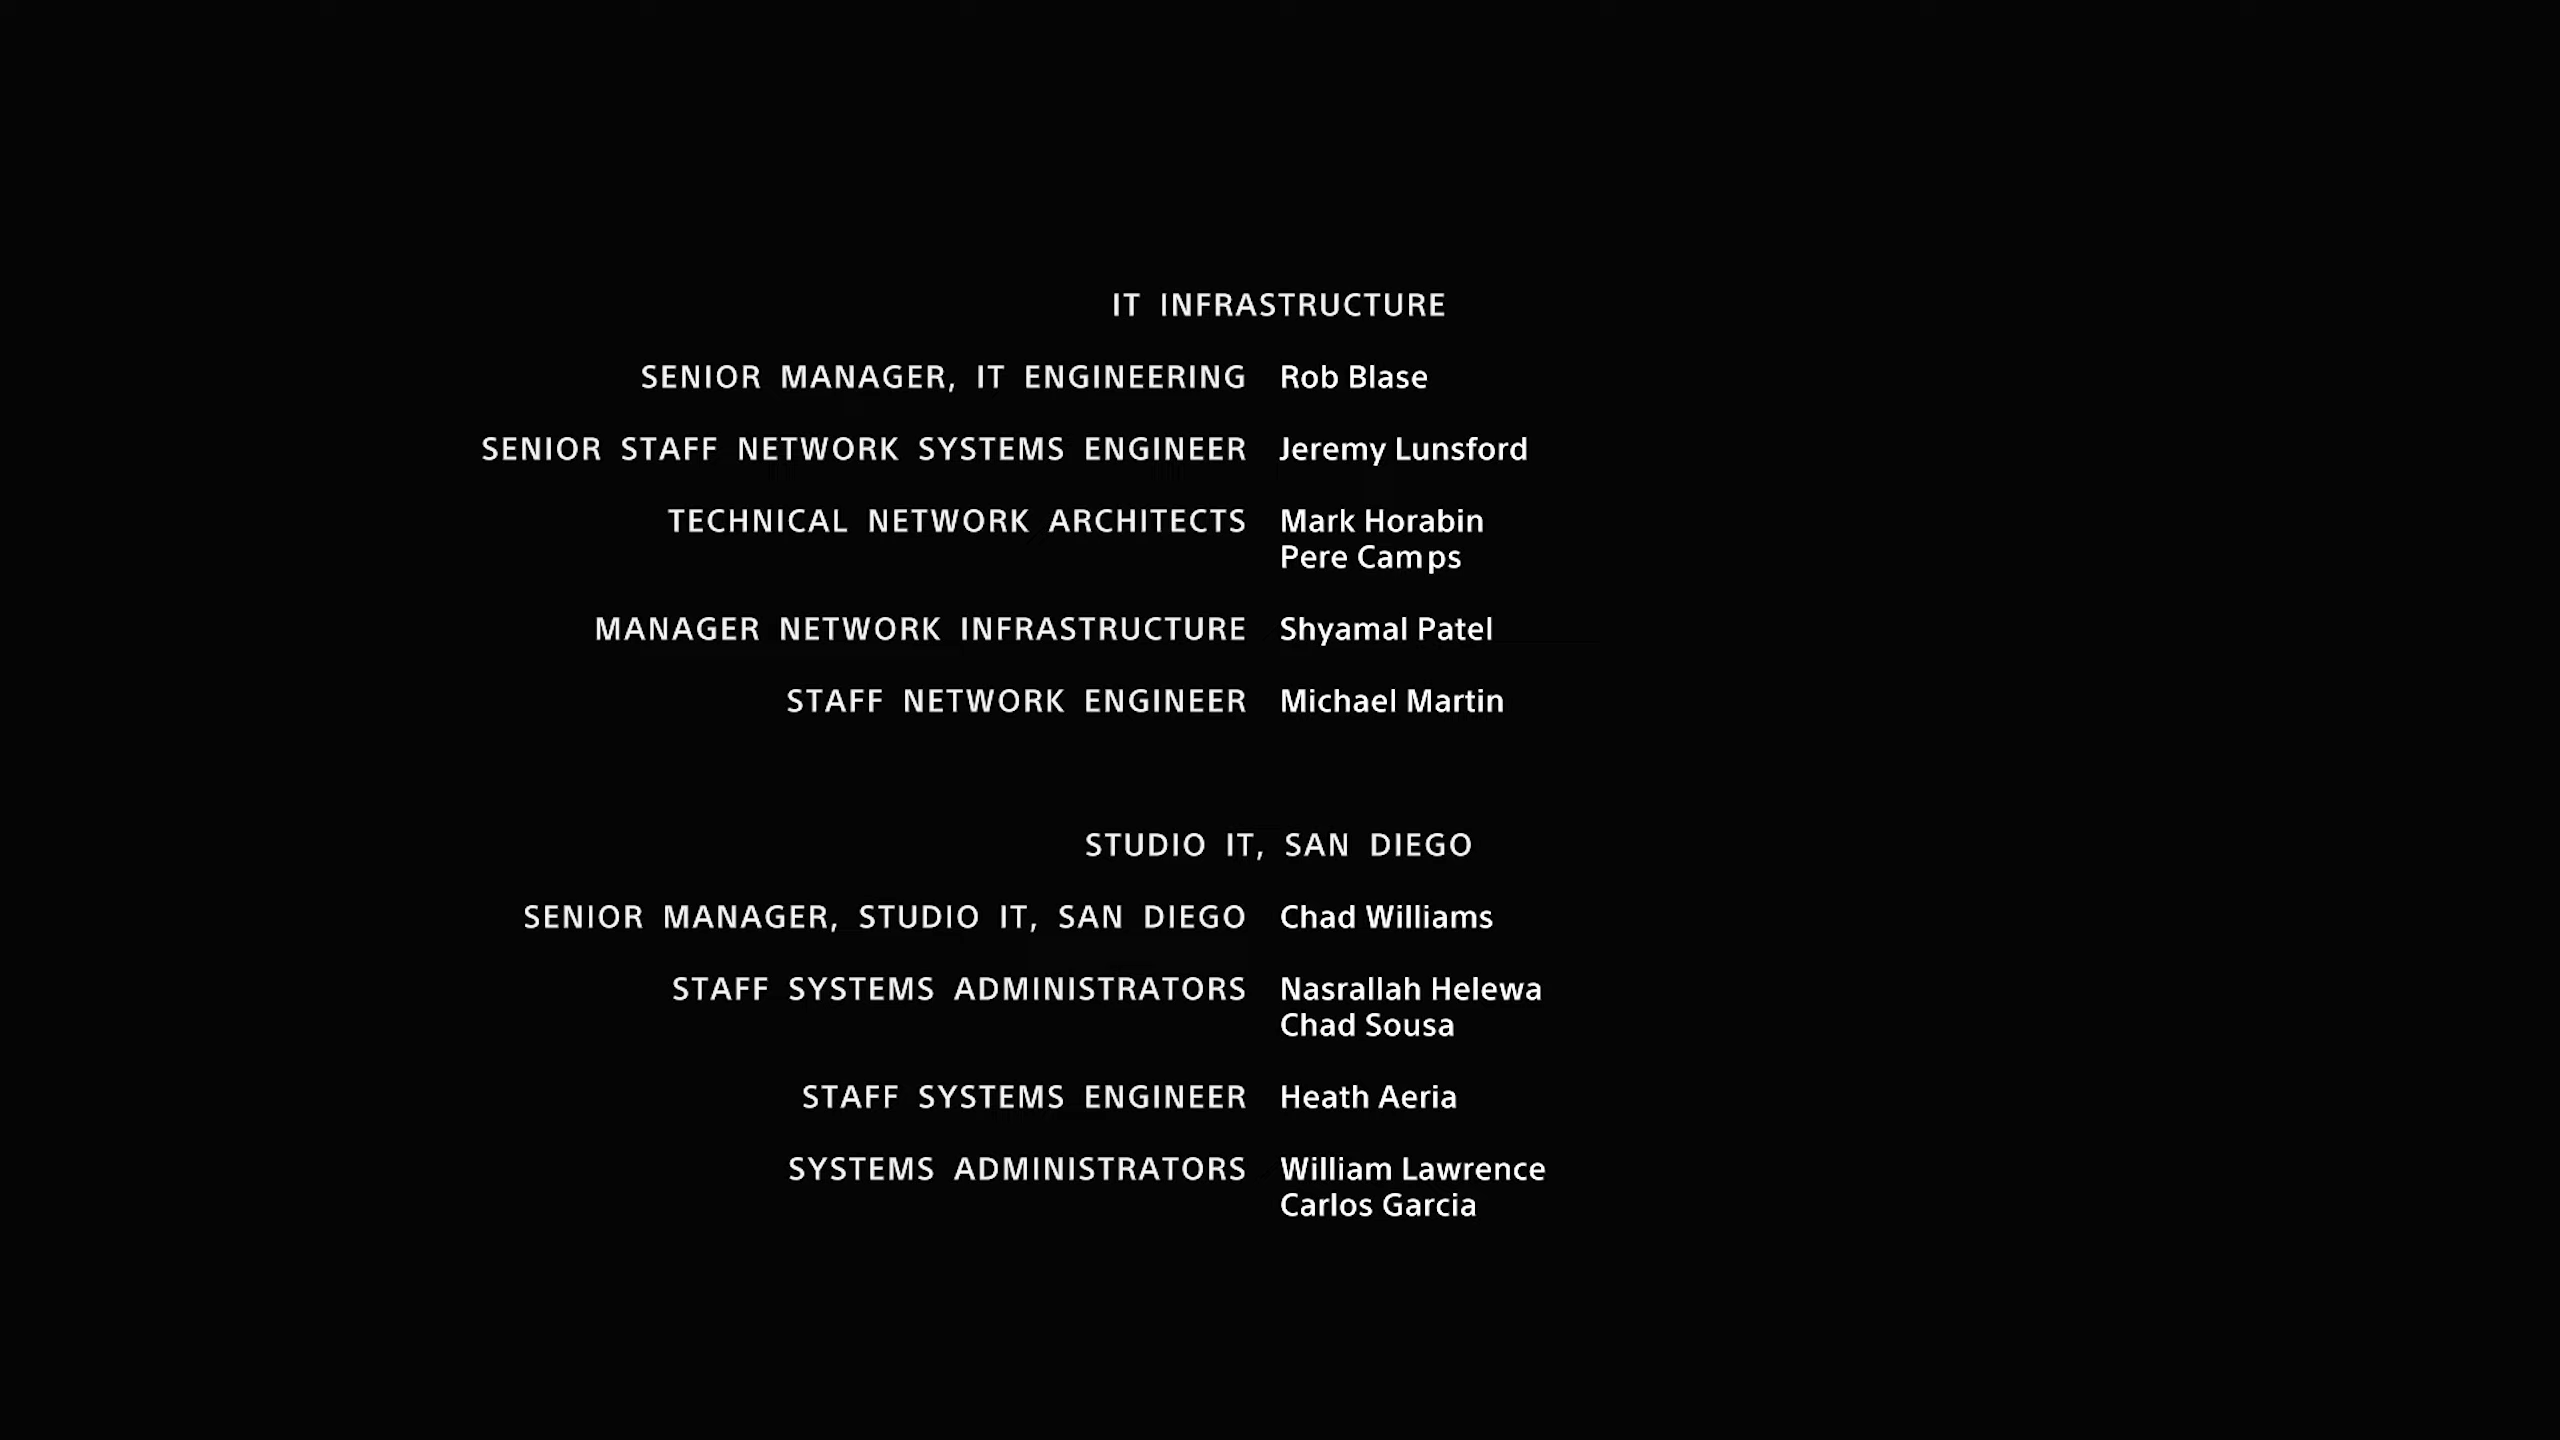 IT INFRASTRUCTURE
SENIOR MANAGER, IT ENGINEERING Rob Blase
SENIOR STAFF NETWORK SYSTEMS ENGINEER Jeremy Lunsford
TECHNICAL NETWORK ARCHITECTS Mark Horabin
Pere Camps
MANAGER NETWORK INFRASTRUCTURE Shyamal Patel
STAFF NETWORK ENGINEER Michael Martin
STUDIO IT, SAN DIEGO
SENIOR MANAGER, STUDIO IT, SAN DIEGO Chad Williams
STAFF SYSTEMS ADMINISTRATORS Nasrallah Helewa
Chad Sousa
STAFF SYSTEMS ENGINEER Heath Aeria
SYSTEMS ADMINISTRATORS William Lawrence
Carlos Garcia